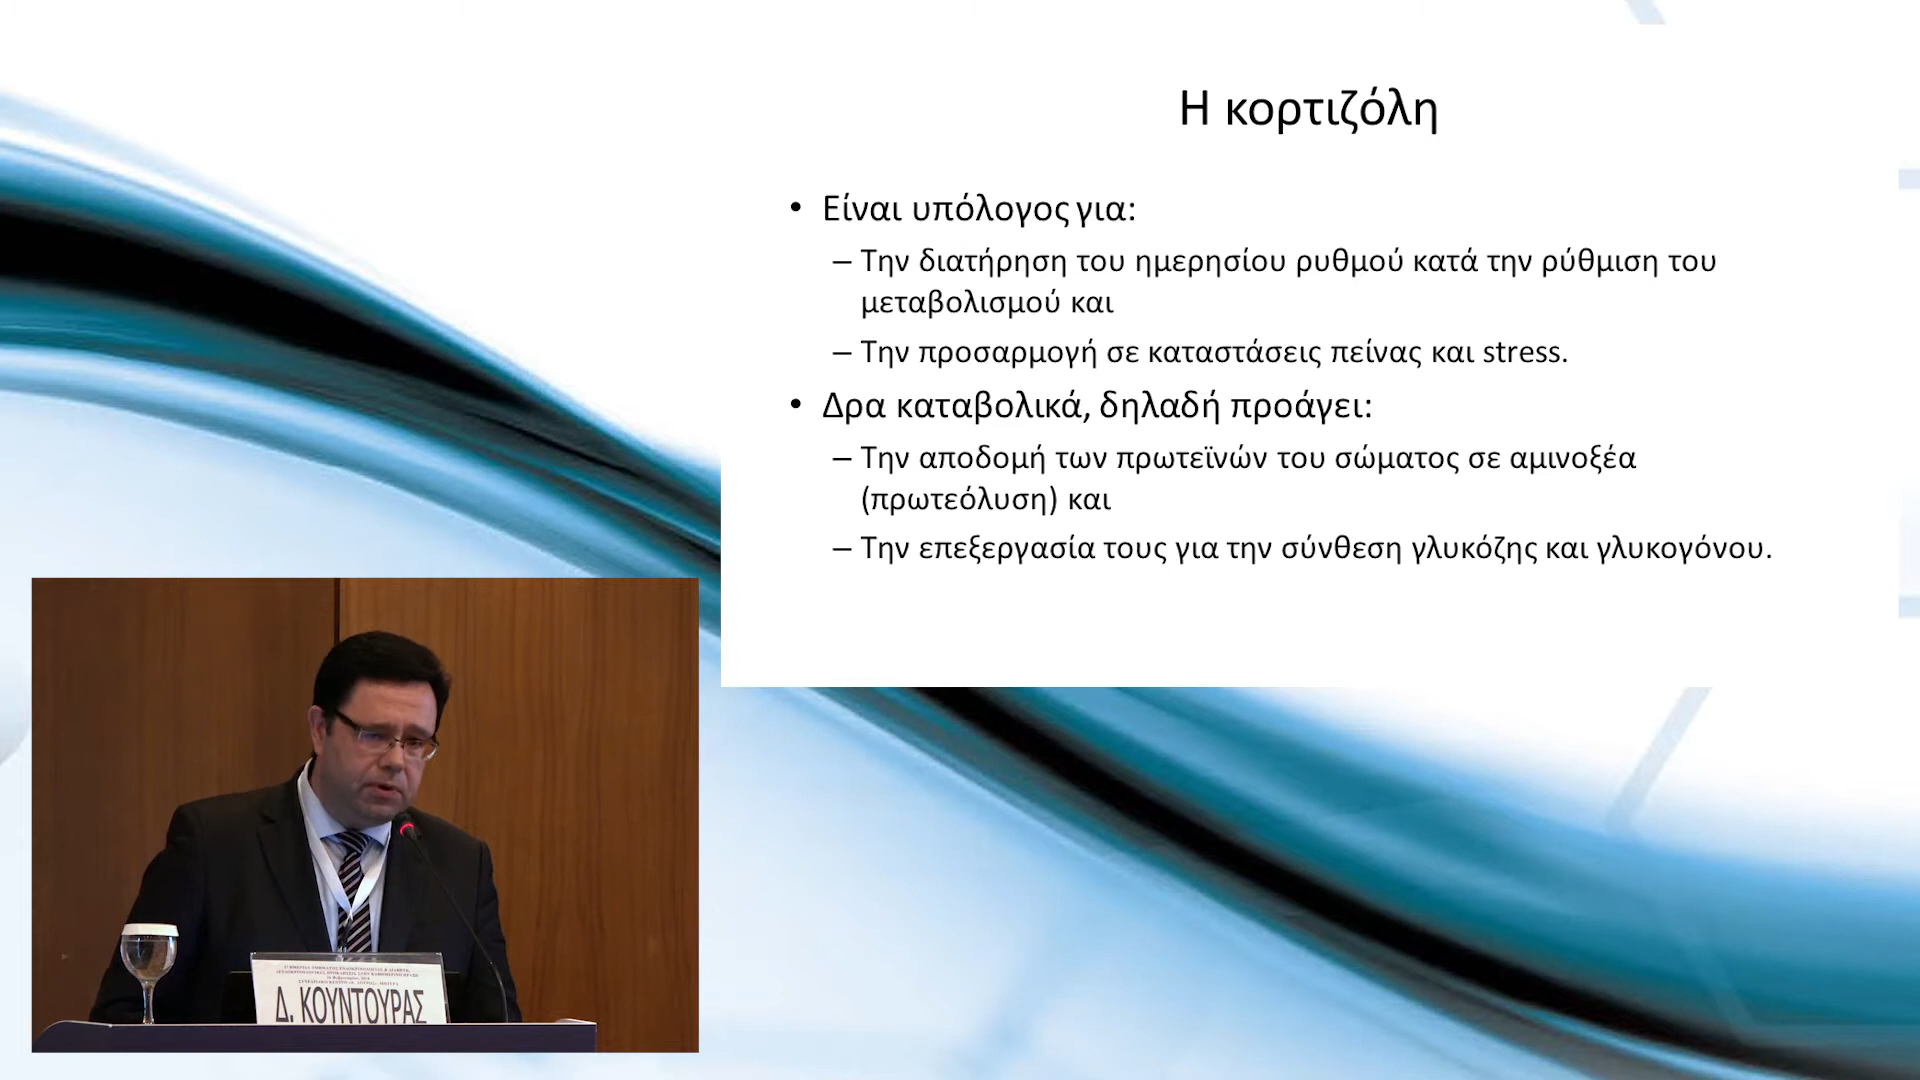 Η κορτιζόλη
• Είναι υπόλογος για:
– Την διατήρηση του ημερησίου ρυθμού κατά την ρύθμιση του
μεταβολισμού και
– Την προσαρμογή σε καταστάσεις πείνας και stress.
• Δρα καταβολικά, δηλαδή προάγει:
– Την αποδομή των πρωτεϊνών του σώματος σε αμινοξέα
(πρωτεόλυση) και
– Την επεξεργασία τους για την σύνθεση γλυκόζης και γλυκογόνου.
Δ. ΚΟΥΝΤΟΥΡΑΣ